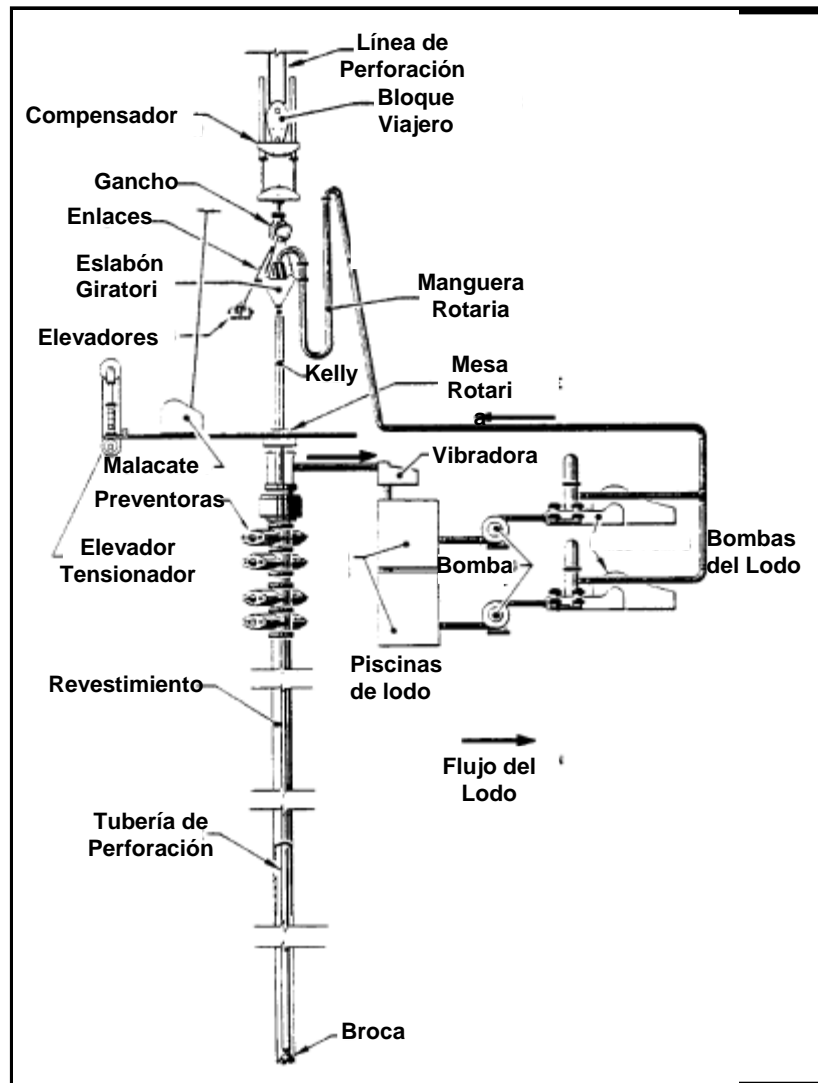 Línea de
Perforación
Bloque
Viajero
Compensador
Gancho
Enlaces
Eslabón
Giratori
Manguera
Rotaria
Elevadores
Kelly
Mesa
Rotari
a
Malacate
Vibradora
Preventoras
Elevador
Tensionador
Bomba
Bombas
del Lodo
Piscinas
de lodo
Revestimiento
Flujo del
Lodo
Tubería de
Perforación
Broca